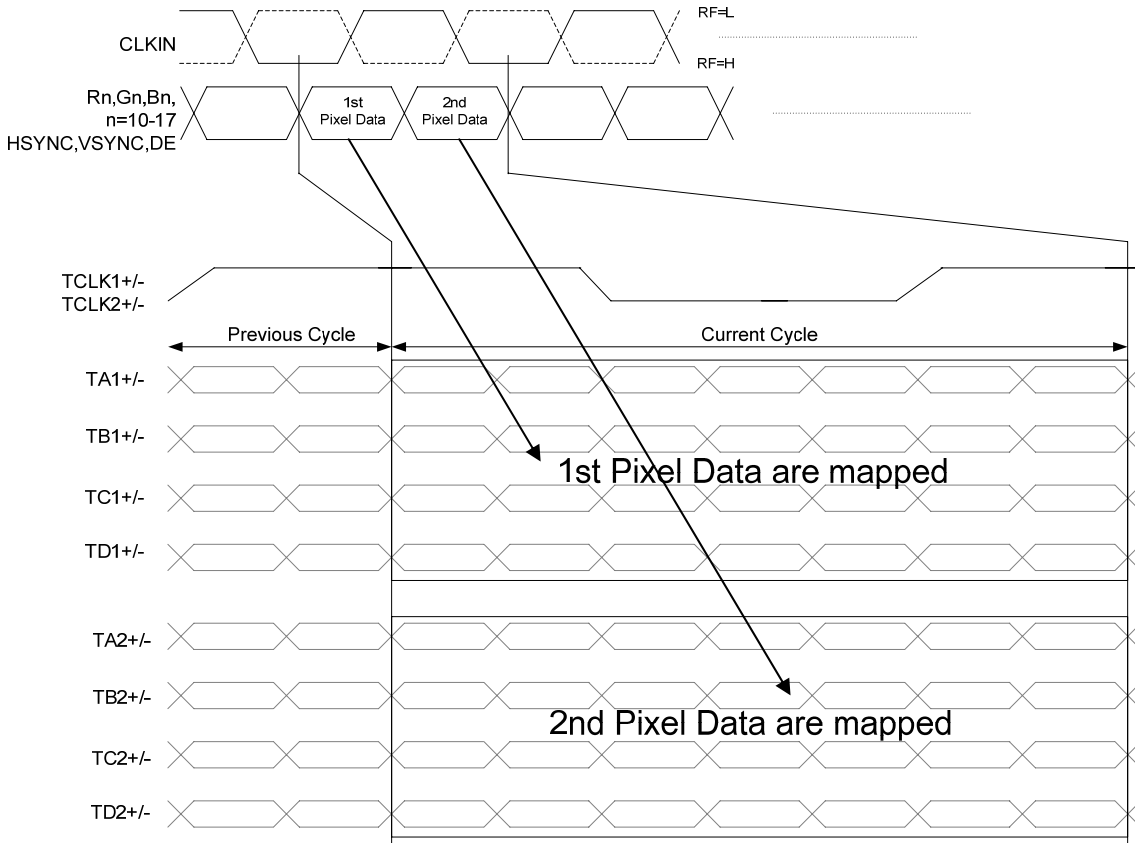 RF=L
CLKIN
RF=H
Rn,Gn,Bn,
n=10-17
HSYNC,VSYNC,DE
1st
Pixel Data
2nd
Pixel Data
TCLK1+/-
TCLK2+/-
Previous Cycle
Current Cycle
TA1+/-
TB1+/-
1st Pixel Data are mapped
TC1+/-
TD1+/-
TA2+/-
TB2+/-
2nd Pixel Data are mapped
TC2+/-
TD2+/-